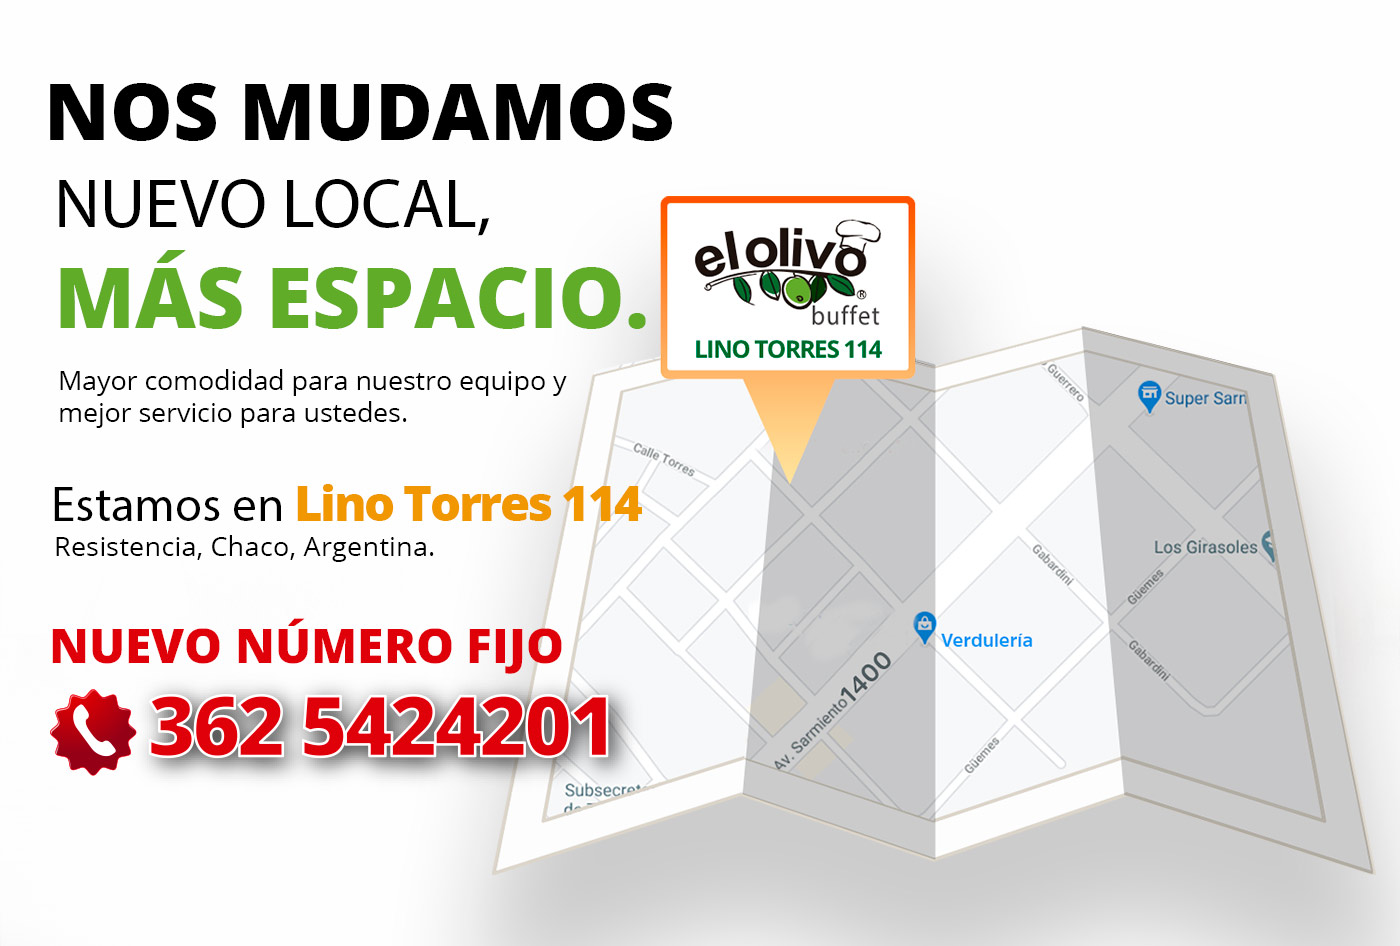 NOS MUDAMOS
NUEVO LOCAL,
MÁS ESPACIO.
Mayor comodidad para nuestro equipo y
mejor servicio para ustedes.
Estamos en Lino Torres 114
Resistencia, Chaco, Argentina.
NUEVO NÚMERO FIJO
362 5424201
el olivo®
buffet
LINO TORRES 114
Calle Torres
Guerrero
Super Sarm
Los Girasoles
Gabardini
Güemes
Gabardini
Verdulería
Av. Sarmiento 1400
Güemes